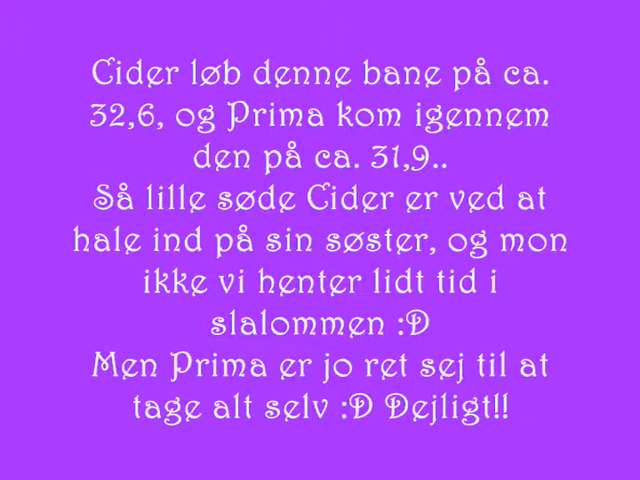 Cider løb denne bane på ca.
32,6, og Prima kom igennem
den på ca. 31,9..
Så lille søde Cider er ved at
hale ind på sin søster, og mon
ikke vi henter lidt tid i
slalommen :D
Men Prima er jo ret sej til at
tage alt selv :D Dejligt!!